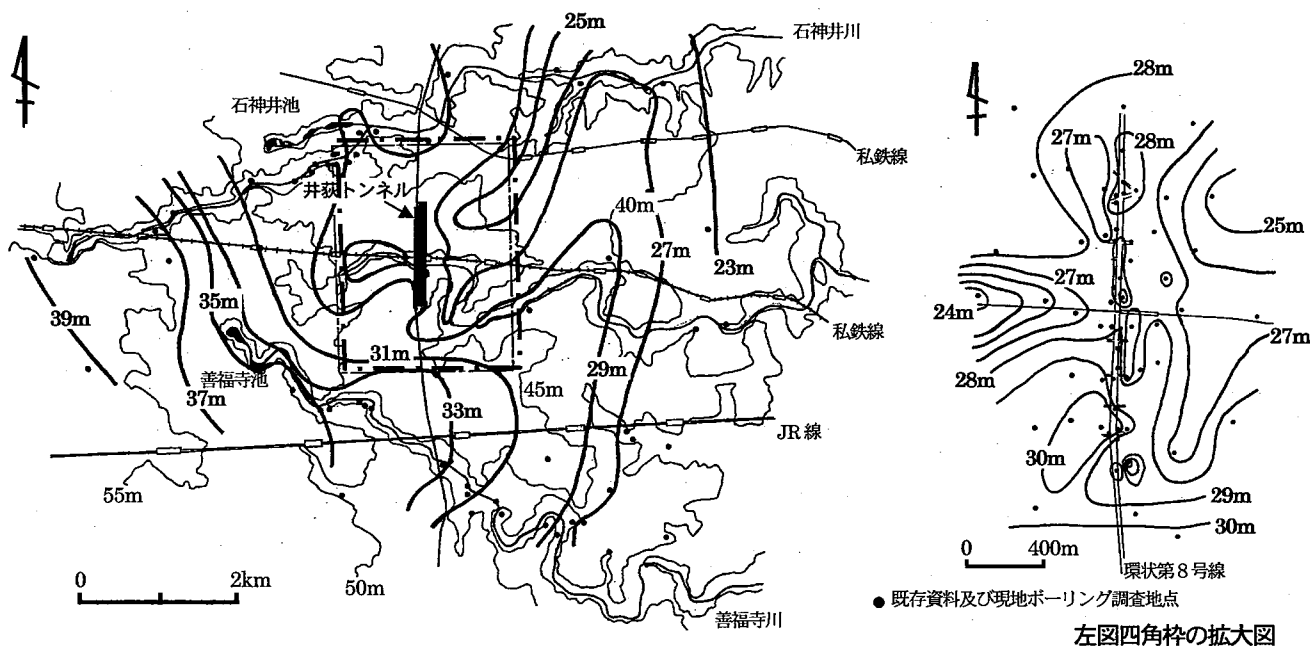 25m
石神井川
石神井池
私鉄線
井荻トンネル
40m
27m
23m
39m
35m
私鉄線
31m
善福寺池
29m
45m
37m
33m
JR線
55m
50m
0 2km
善福寺川
28m
27m
28m
25m
27m
24m
27m
28m
30m
29m
30m
0 400m
環状第8号線
● 既存資料及び現地ボーリング調査地点
左図四角枠の拡大図